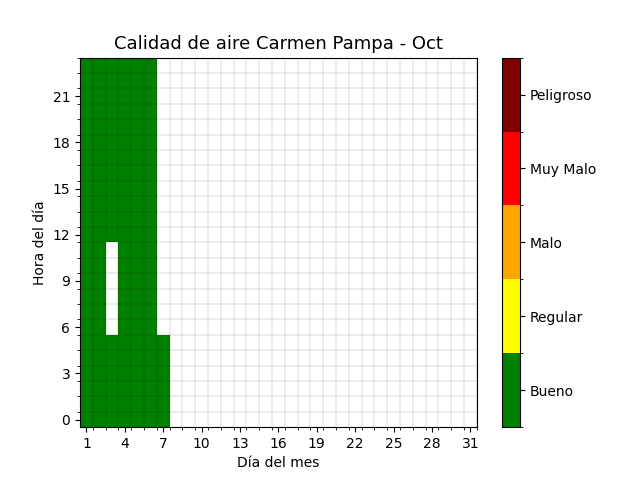 Calidad de aire Carmen Pampa - Oct
Hora del día
21
18
15
12
9
6
3
0
1 4 7 10 13 16 19 22 25 28 31
Día del mes
Peligroso
Muy Malo
Malo
Regular
Bueno